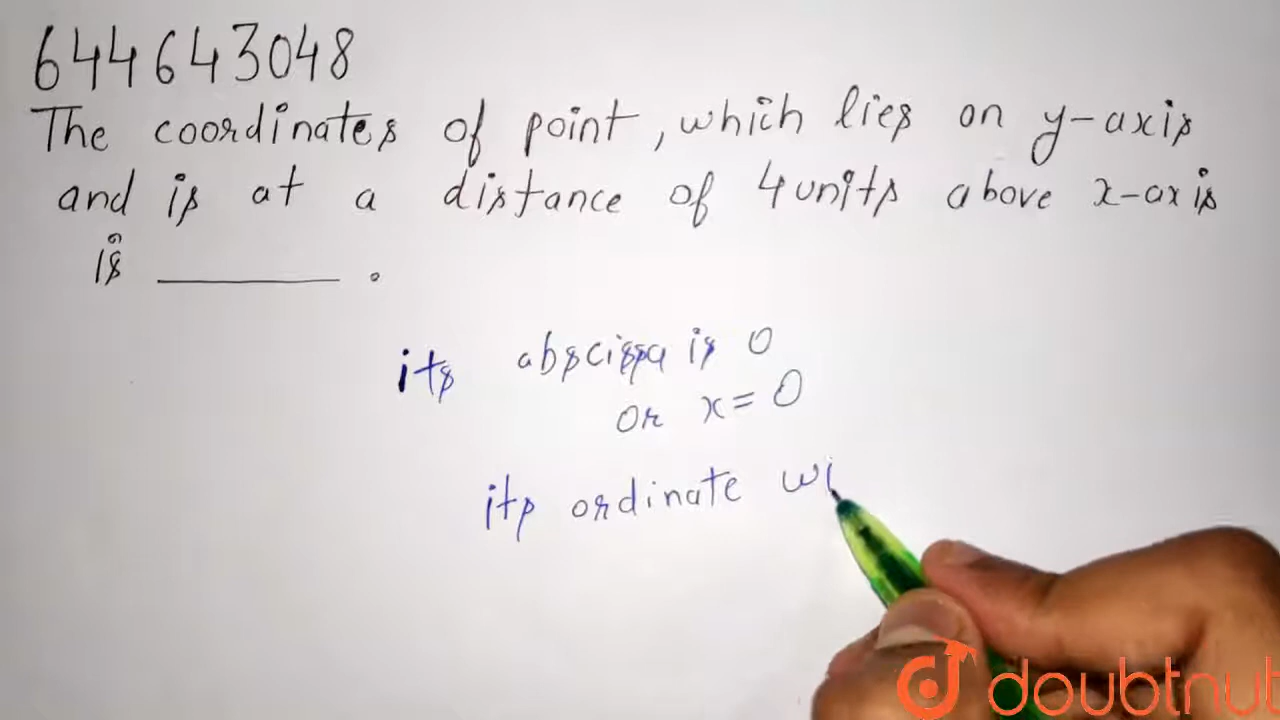 644643048
The coordinates of point, which lies on y-axis
and is at a distance of 4 units above x-axis
is ______ .
its abscissa is 0
or x = 0
its ordinate wi
doubtnut